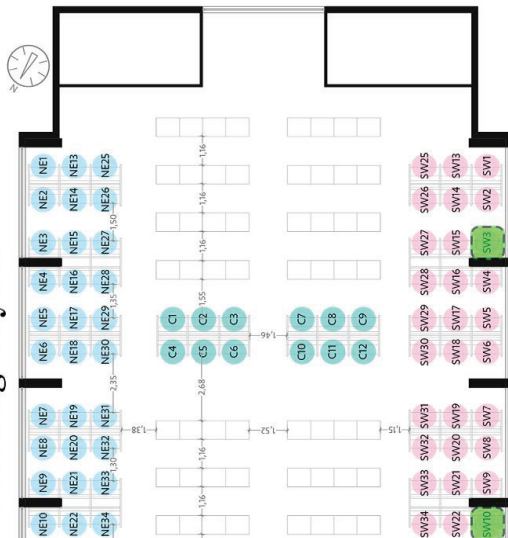 N
NE1 NE13 NE25
SW25 SW13 SW1
1,16
NE2 NE14 NE26
SW26 SW14 SW2
1,16
1,50
NE3 NE15 NE27
SW27 SW15 SW3
1,16
NE4 NE16 NE28
SW28 SW16 SW4
1,35
1,55
NE5 NE17 NE29
C1 C2 C3
C7 C8 C9
SW29 SW17 SW5
1,46
NE6 NE18 NE30
C4 C5 C6
C10 C11 C12
SW30 SW18 SW6
2,35
2,68
NE7 NE19 NE31
SW31 SW19 SW7
1,38
1,52
1,15
NE8 NE20 NE32
SW32 SW20 SW8
1,16
1,30
NE9 NE21 NE33
SW33 SW21 SW9
1,16
NE10 NE22 NE34
SW34 SW22 SW10